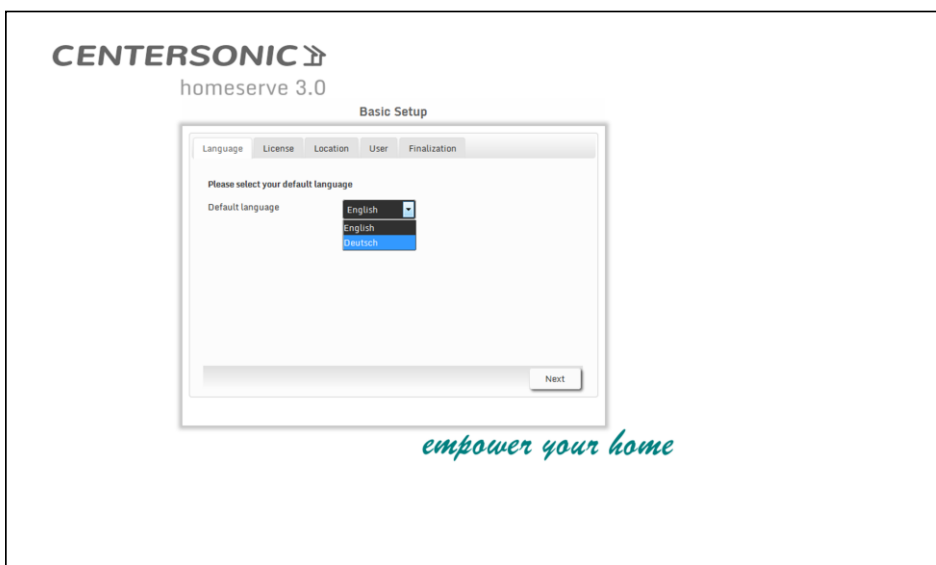 CENTERSONIC
homeserve 3.0
Basic Setup
Language License Location User Finalization
Please select your default language
Default language English
English
Deutsch
Next
empower your home